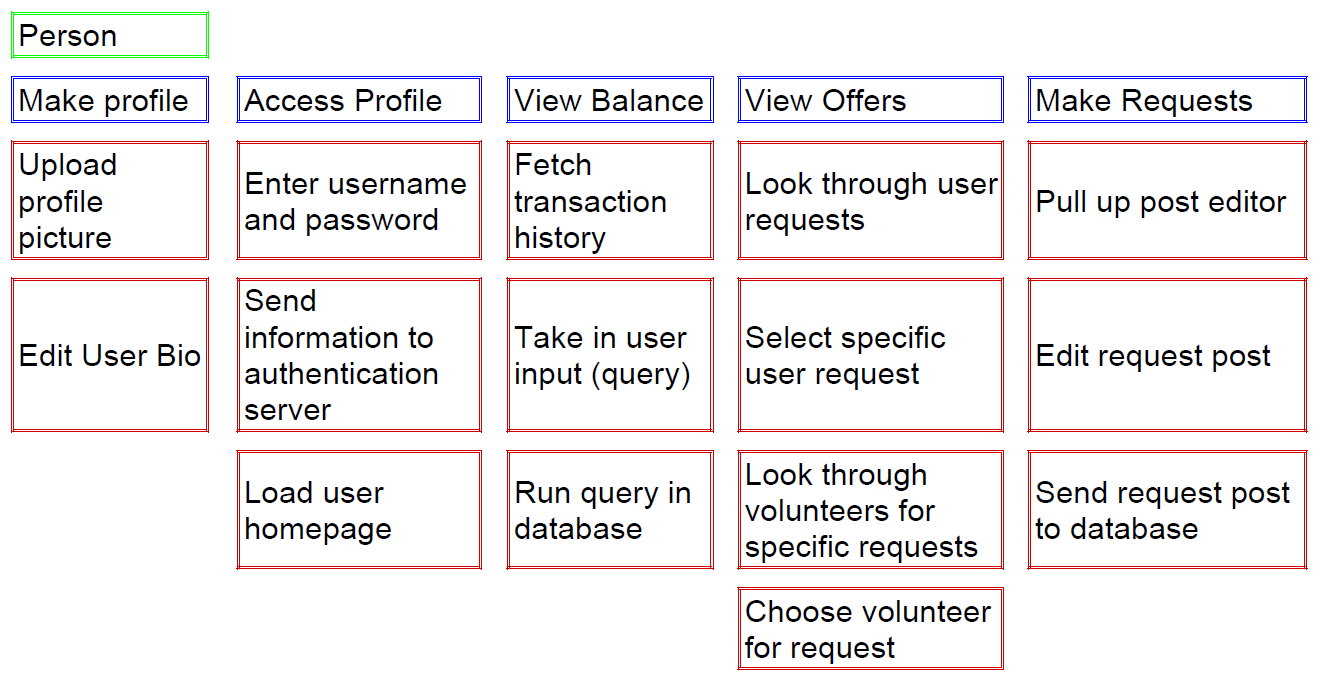 Person
Make profile
Access Profile
View Balance
View Offers
Make Requests
Upload
profile
picture
Enter username
and password
Fetch
transaction
history
Look through user
requests
Pull up post editor
Edit User Bio
Send
information to
authentication
server
Take in user
input (query)
Select specific
user request
Edit request post
Load user
homepage
Run query in
database
Look through
volunteers for
specific requests
Send request post
to database
Choose volunteer
for request